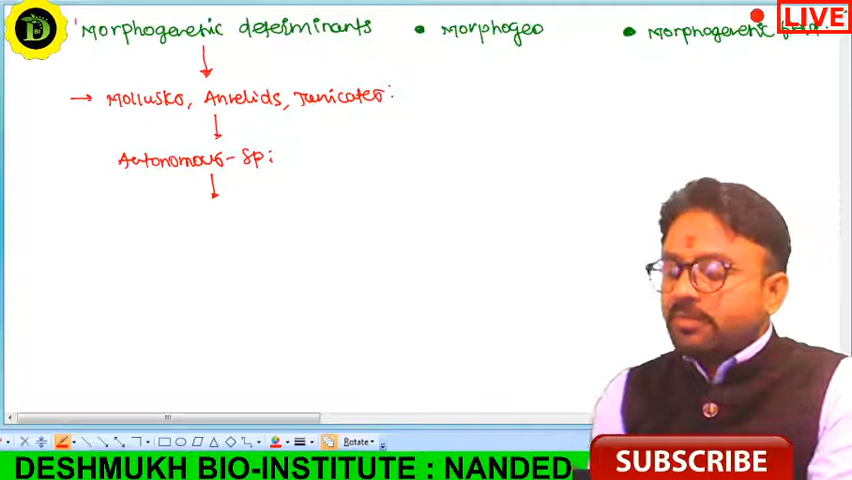 Morphogenetic determinants • Morphogeo • Morphogenetic
LIVE
D
→ Mollusks, Annelids, Tunicates:
Autonomous - Sp:
Rotate
DESHMUKH BIO-INSTITUTE : NANDED
SUBSCRIBE